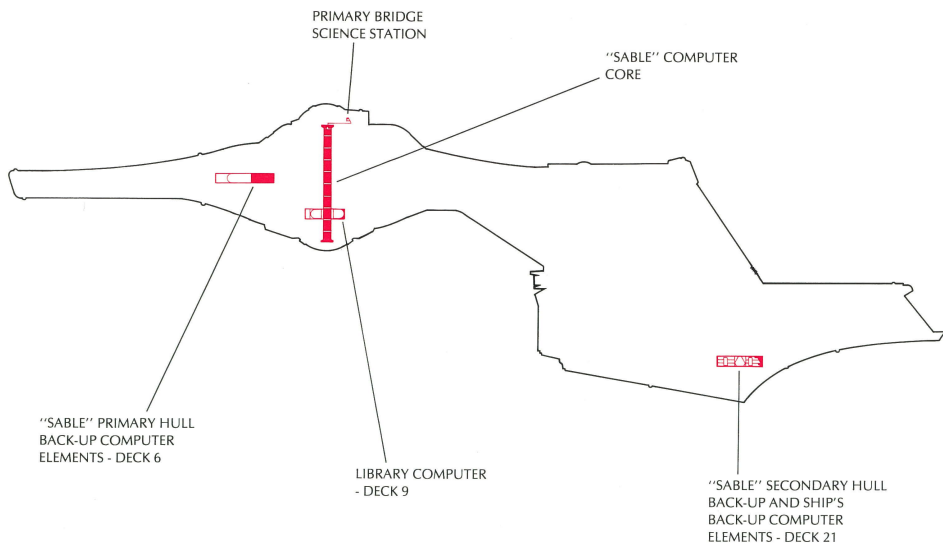 PRIMARY BRIDGE
SCIENCE STATION
"SABLE" COMPUTER
CORE
"SABLE" PRIMARY HULL
BACK-UP COMPUTER
ELEMENTS - DECK 6
LIBRARY COMPUTER
- DECK 9
"SABLE" SECONDARY HULL
BACK-UP AND SHIP'S
BACK-UP COMPUTER
ELEMENTS - DECK 21